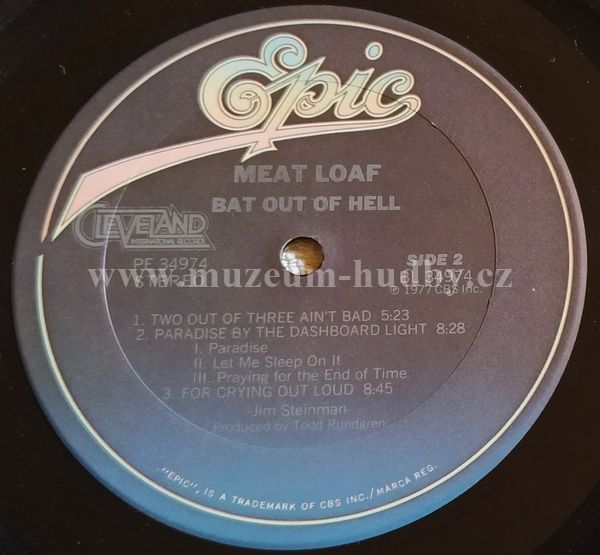 Epic
MEAT LOAF
BAT OUT OF HELL
CLEVELAND
INTERNATIONAL RECORDS
PE 34974
STEREO
SIDE 2
BL 34974
℗ 1977 CBS Inc.
www.muzeum-hudby.cz
1. TWO OUT OF THREE AIN'T BAD 5:23
2. PARADISE BY THE DASHBOARD LIGHT 8:28
I. Paradise
II. Let Me Sleep On It
III. Praying for the End of Time
3. FOR CRYING OUT LOUD 8:45
-Jim Steinman-
Produced by Todd Rundgren
"EPIC", IS A TRADEMARK OF CBS INC./MARCA REG.